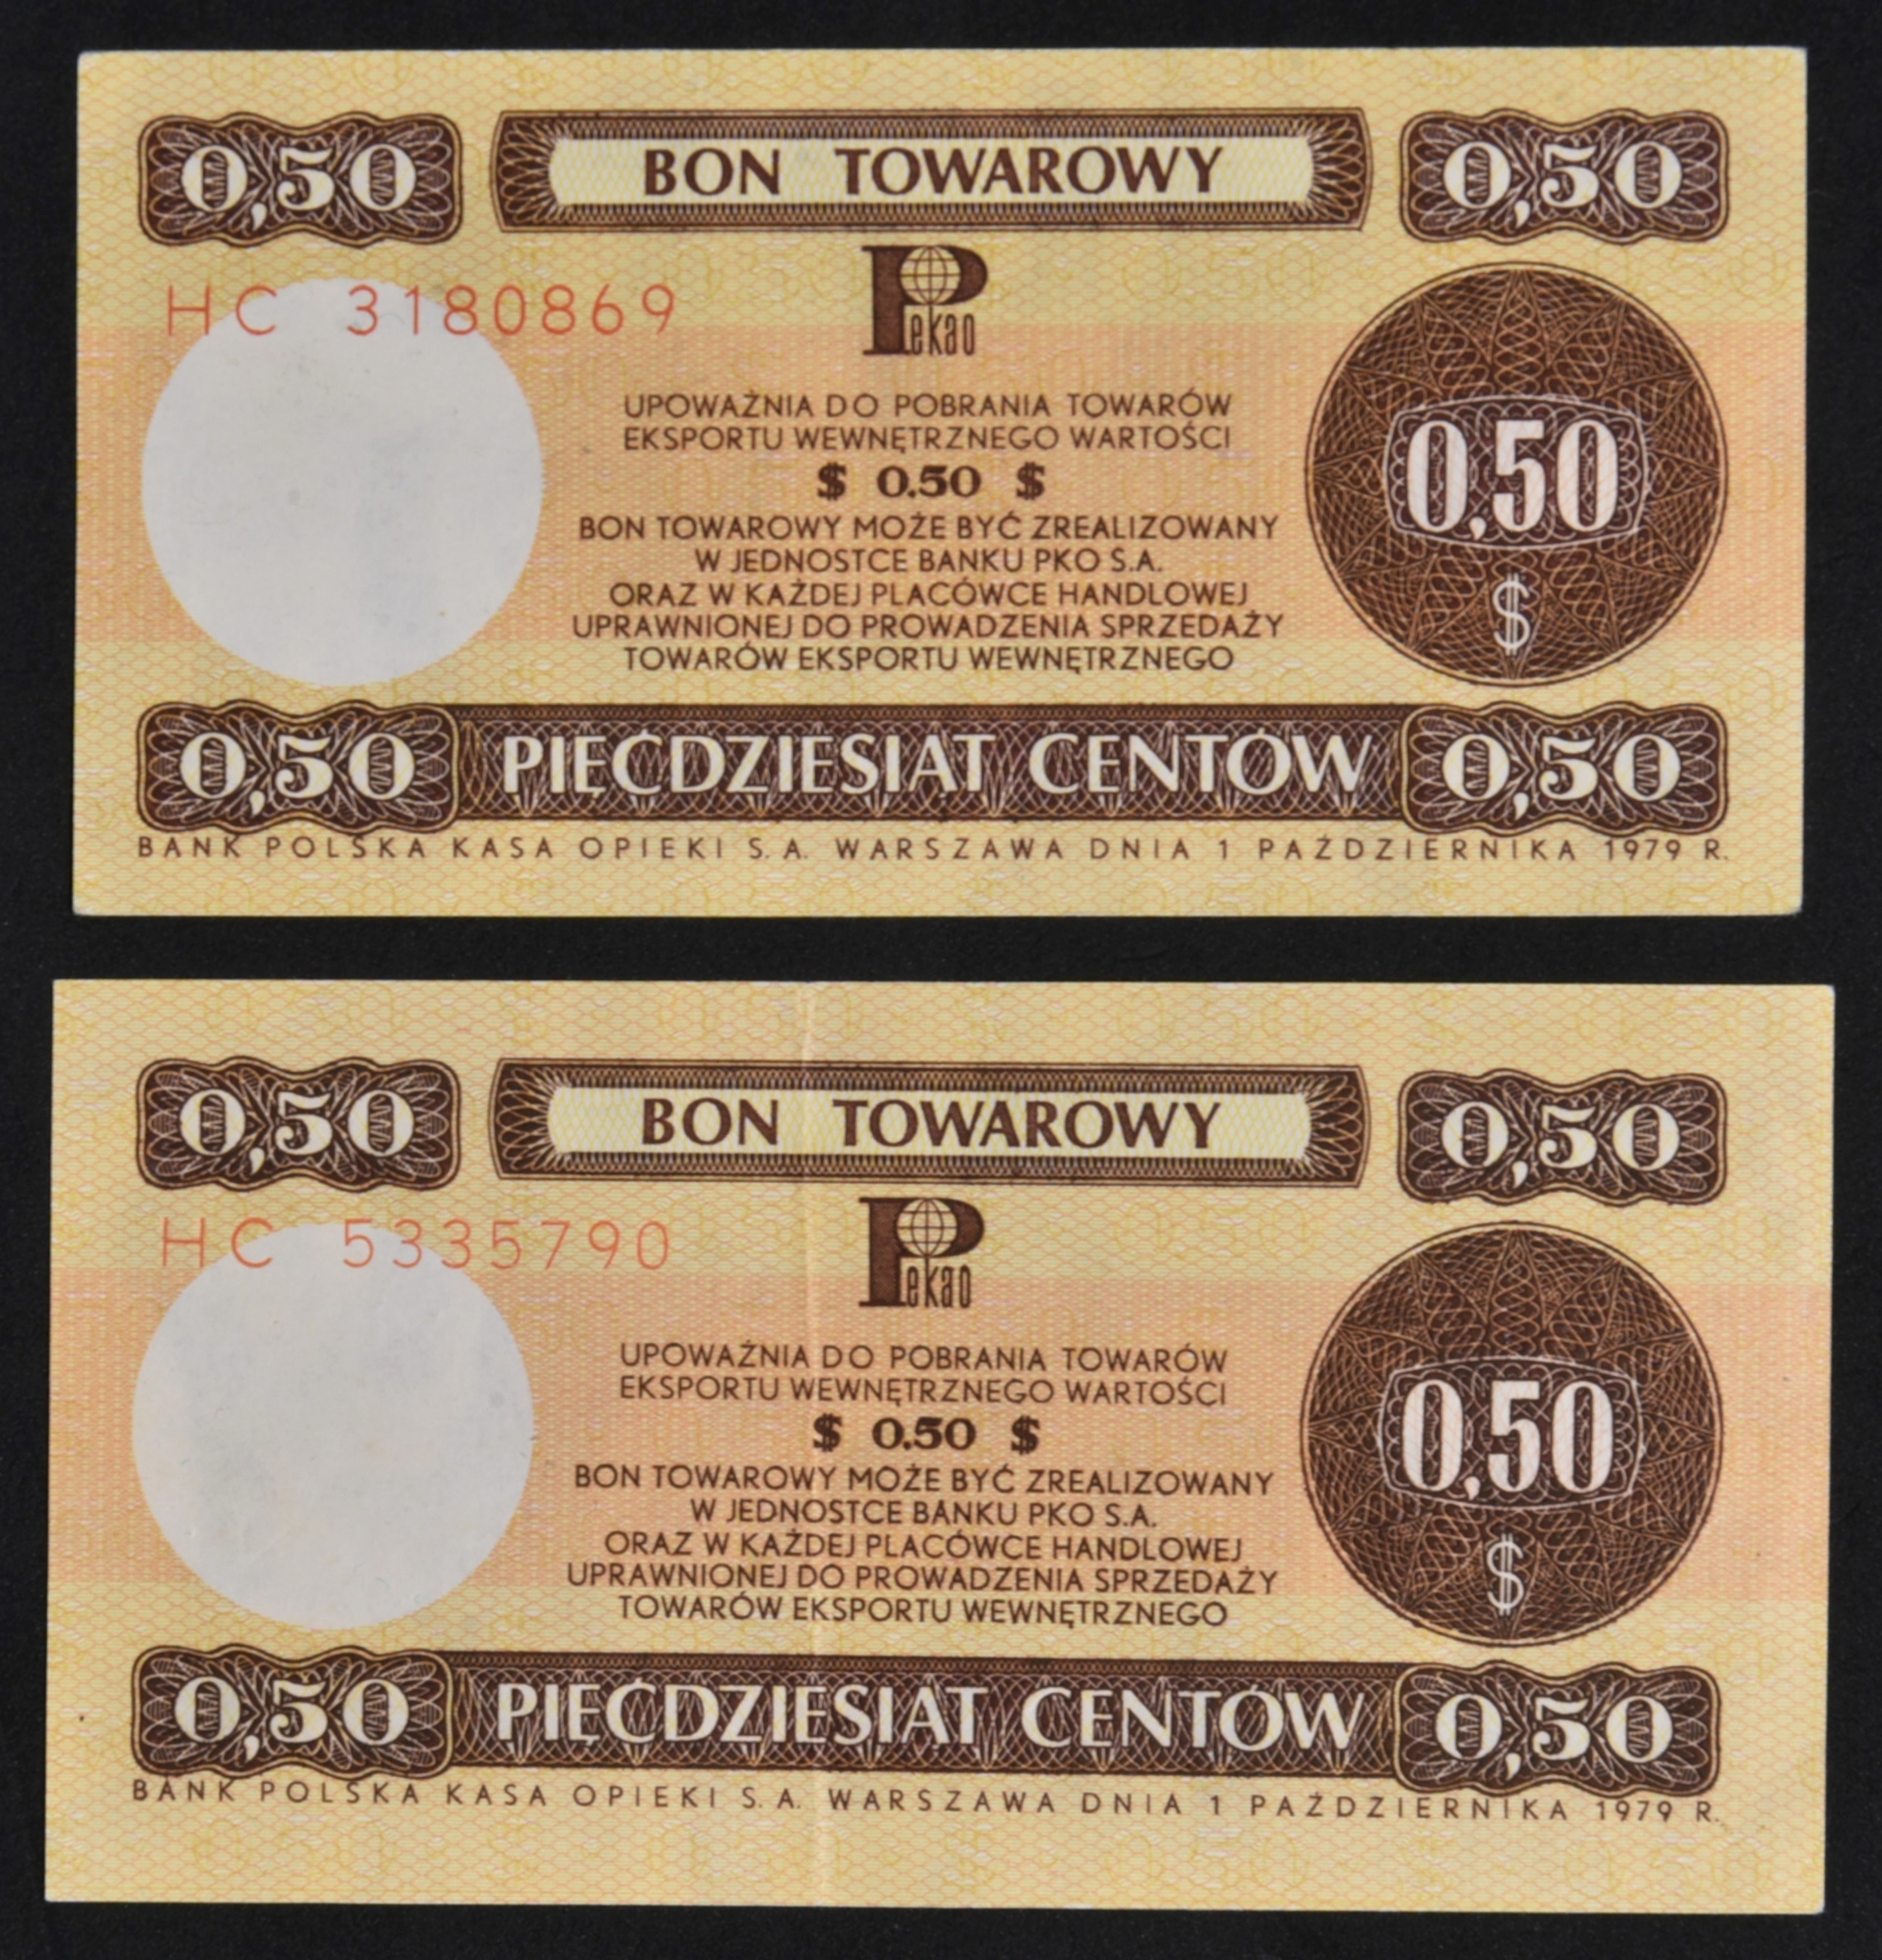 0,50 BON TOWAROWY 0,50
HC 3180869
Pekao
UPOWAŻNIA DO POBRANIA TOWARÓW
EKSPORTU WEWNĘTRZNEGO WARTOŚCI
$ 0.50 $
BON TOWAROWY MOŻE BYĆ ZREALIZOWANY
W JEDNOSTCE BANKU PKO S.A.
ORAZ W KAŻDEJ PLACÓWCE HANDLOWEJ
UPRAWNIONEJ DO PROWADZENIA SPRZEDAŻY
TOWARÓW EKSPORTU WEWNĘTRZNEGO
0,50
$
0,50 PIĘĆDZIESIĄT CENTÓW 0,50
BANK POLSKA KASA OPIEKI S.A. WARSZAWA DNIA 1 PAŹDZIERNIKA 1979 R.
0,50 BON TOWAROWY 0,50
HC 5335790
Pekao
UPOWAŻNIA DO POBRANIA TOWARÓW
EKSPORTU WEWNĘTRZNEGO WARTOŚCI
$ 0.50 $
BON TOWAROWY MOŻE BYĆ ZREALIZOWANY
W JEDNOSTCE BANKU PKO S.A.
ORAZ W KAŻDEJ PLACÓWCE HANDLOWEJ
UPRAWNIONEJ DO PROWADZENIA SPRZEDAŻY
TOWARÓW EKSPORTU WEWNĘTRZNEGO
0,50
$
0,50 PIĘĆDZIESIĄT CENTÓW 0,50
BANK POLSKA KASA OPIEKI S.A. WARSZAWA DNIA 1 PAŹDZIERNIKA 1979 R.